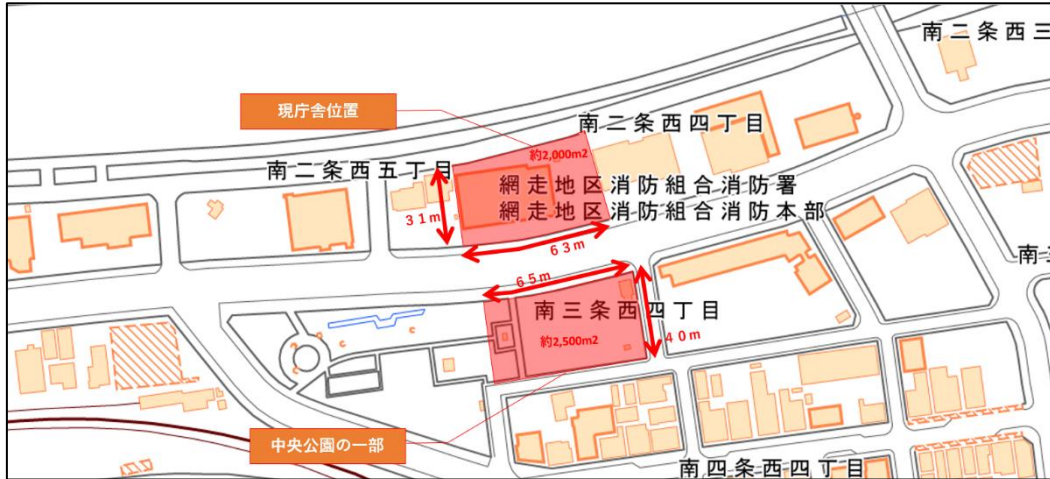 南二条西三
現庁舎位置
南二条西四丁目
約2,000m2
南二条西五丁目
網走地区消防組合消防署
網走地区消防組合消防本部
31m
63m
65m
南三条西四丁目
40m
約2,500m2
中央公園の一部
南四条西四丁目